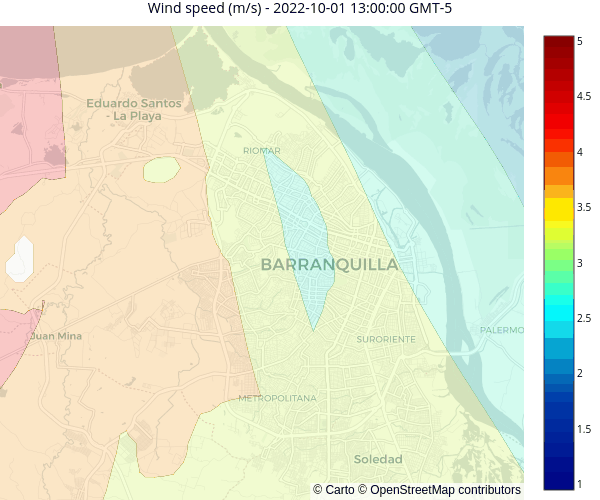 Wind speed (m/s) - 2022-10-01 13:00:00 GMT-5
5
4.5
4
3.5
3
2.5
2
1.5
1
Eduardo Santos
- La Playa
RIOMAR
BARRANQUILLA
Juan Mina
SURORIENTE
PALERMO
METROPOLITANA
Soledad
© Carto © OpenStreetMap contributors